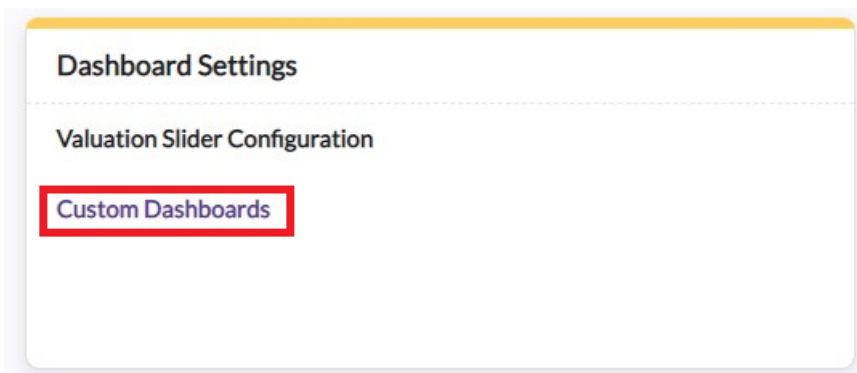 Dashboard Settings
Valuation Slider Configuration
Custom Dashboards